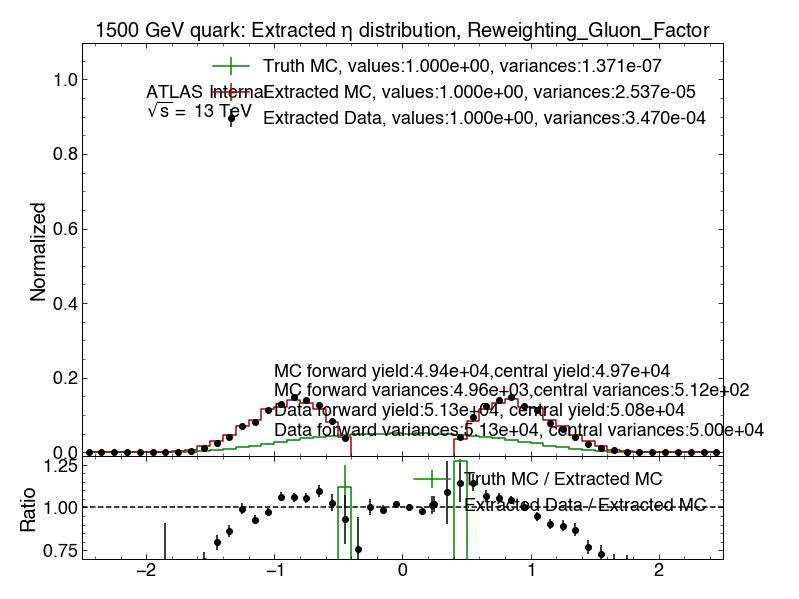 1500 GeV quark: Extracted η distribution, Reweighting_Gluon_Factor
Truth MC, values:1.000e+00, variances:1.371e-07
ATLAS Internal
Extracted MC, values:1.000e+00, variances:2.537e-05
√s = 13 TeV
Extracted Data, values:1.000e+00, variances:3.470e-04
1.0
0.8
0.6
0.4
0.2
0.0
Normalized
MC forward yield:4.94e+04,central yield:4.97e+04
MC forward variances:4.96e+03,central variances:5.12e+02
Data forward yield:5.13e+04, central yield:5.08e+04
Data forward variances:5.13e+04, central variances:5.00e+04
1.25
1.00
0.75
Ratio
Truth MC / Extracted MC
Extracted Data / Extracted MC
−2 −1 0 1 2